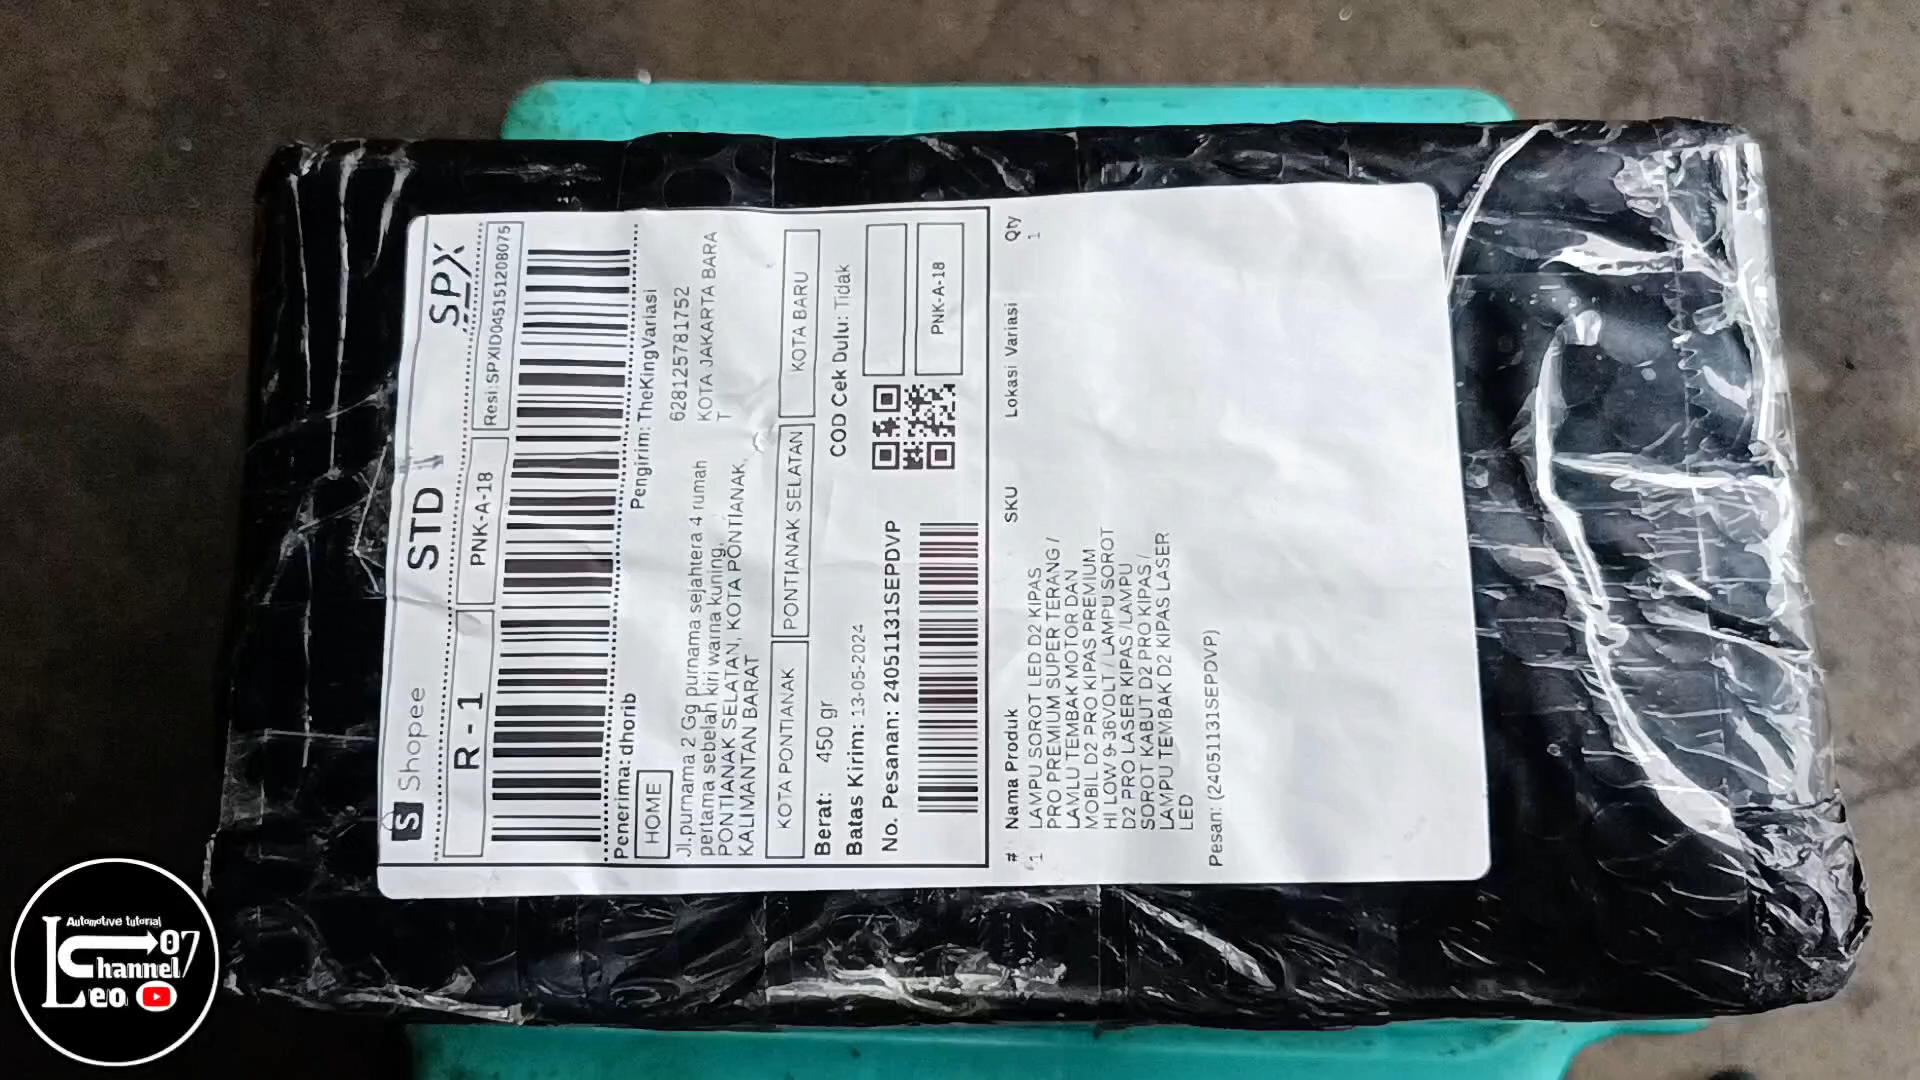 Shopee
STD
SPX
R-1
PNK-A-18
Resi: SPXID045151208075
Penerima: dhorib
Pengirim: TheKingVariasi
HOME
6281257817752
Jl.purnama 2 Gg purnama sejahtera 4 rumah
pertama sebelah kiri warna kuning,
PONTIANAK SELATAN, KOTA PONTIANAK,
KALIMANTAN BARAT
KOTA JAKARTA BARA
T
KOTA PONTIANAK
PONTIANAK SELATAN
KOTA BARU
Berat: 450 gr
COD Cek Dulu: Tidak
Batas Kirim: 13-05-2024
No. Pesanan: 24051131SEPDVP
PNK-A-18
# Nama Produk SKU Lokasi Variasi Qty
1 LAMPU SOROT LED D2 KIPAS 1
PRO PREMIUM SUPER TERANG /
LAMLU TEMBAK MOTOR DAN
MOBIL D2 PRO KIPAS PREMIUM
HI LOW 9-36VOLT / LAMPU SOROT
D2 PRO LASER KIPAS /LAMPU
SOROT KABUT D2 PRO KIPAS /
LAMPU TEMBAK D2 KIPAS LASER
LED
Pesan: (24051131SEPDVP)
Automotive tutorial
07
Channel
Leo